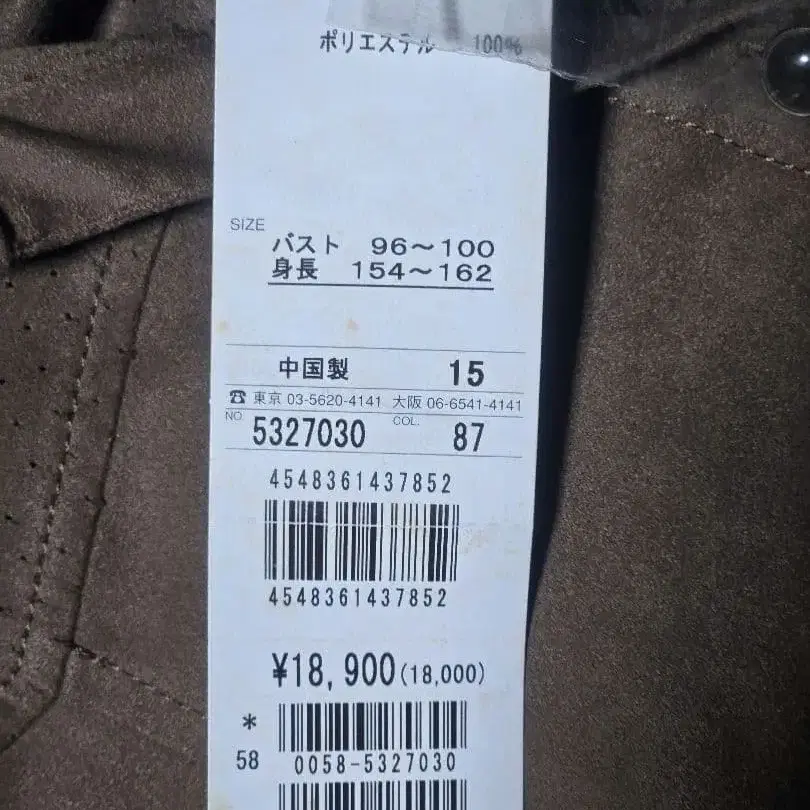 ポリエステル 100%
SIZE
バスト 96～100
身長 154～162
中国製 15
☎ 東京 03-5620-4141 大阪 06-6541-4141
NO. 5327030 COL. 87
4548361437852
4548361437852
¥18,900(18,000)
*
58 0058-5327030